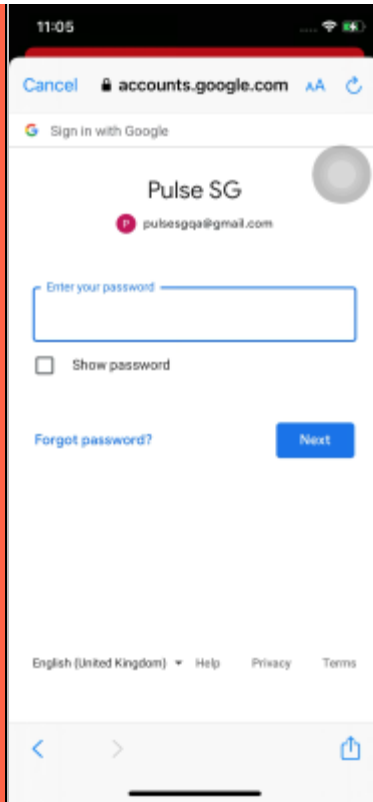 11:05
Cancel accounts.google.com AA
G Sign in with Google
Pulse SG
P pulsesgqa@gmail.com
Enter your password
Show password
Forgot password? Next
English (United Kingdom) Help Privacy Terms